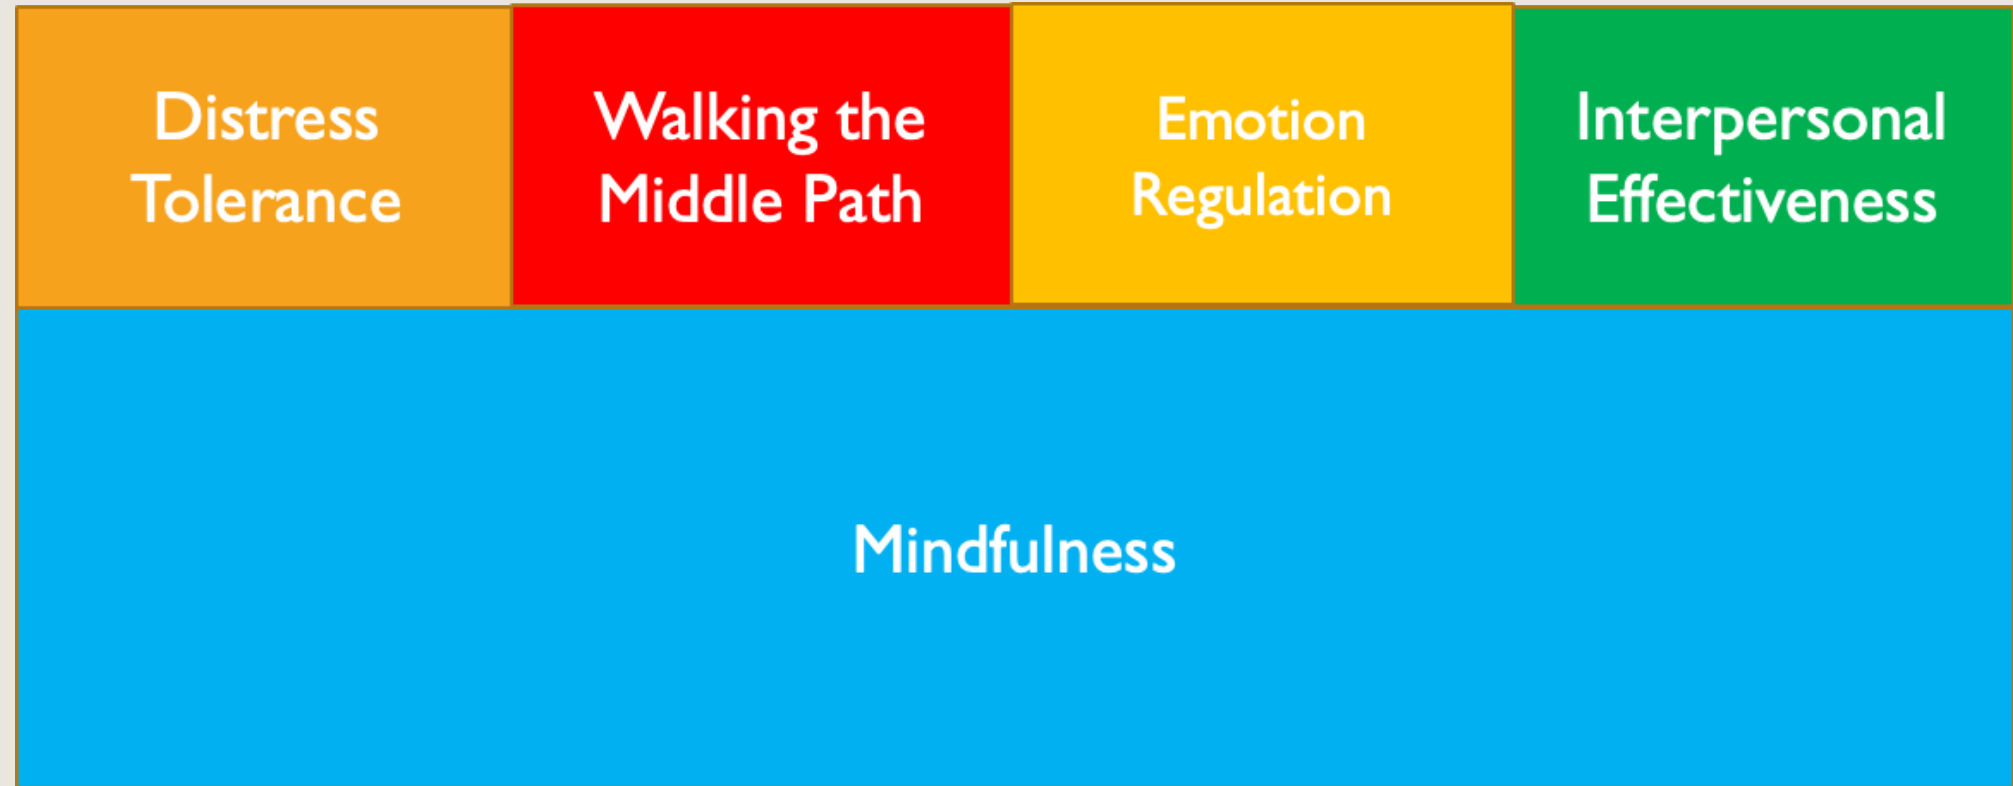 Distress
Tolerance
Walking the
Middle Path
Emotion
Regulation
Interpersonal
Effectiveness
Mindfulness